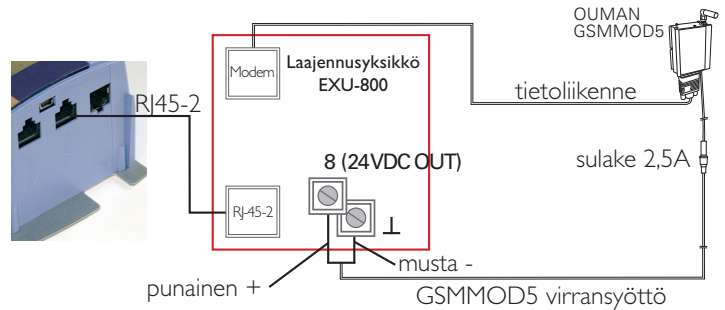 OUMAN
GSMMOD5
Modem
Laajennusyksikkö
EXU-800
tietoliikenne
RJ45-2
8 (24VDC OUT)
sulake 2,5A
RJ-45-2
musta -
punainen +
GSMMOD5 virransyöttö